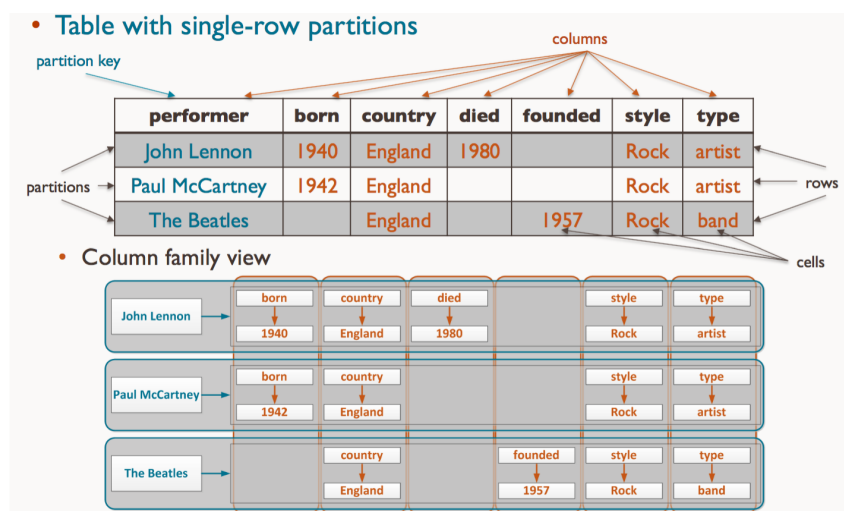 • Table with single-row partitions
columns
partition key
performer born country died founded style type
John Lennon 1940 England 1980 Rock artist
partitions Paul McCartney 1942 England Rock artist rows
The Beatles England 1957 Rock band
• Column family view
cells
born country died style type
John Lennon
1940 England 1980 Rock artist
born country style type
Paul McCartney
1942 England Rock artist
country founded style type
The Beatles
England 1957 Rock band